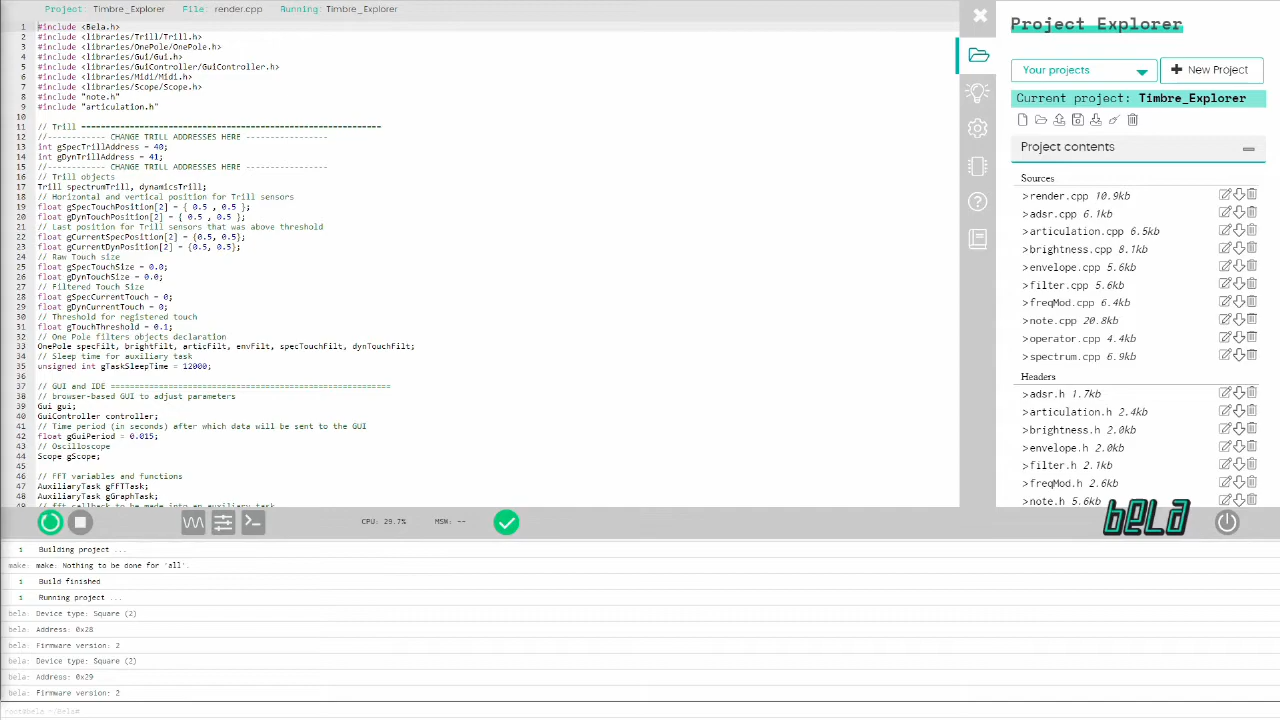 Project: Timbre_Explorer File: render.cpp Running: Timbre_Explorer
1 #include <Bela.h>
2 #include <libraries/Trill/Trill.h>
3 #include <libraries/OnePole/OnePole.h>
4 #include <libraries/Gui/Gui.h>
5 #include <libraries/GuiController/GuiController.h>
6 #include <libraries/Midi/Midi.h>
7 #include <libraries/Scope/Scope.h>
8 #include "note.h"
9 #include "articulation.h"
10
11 // Trill ==============================================================
12 //------------ CHANGE TRILL ADDRESSES HERE -----------------
13 int gSpecTrillAddress = 40;
14 int gDynTrillAddress = 41;
15 //------------ CHANGE TRILL ADDRESSES HERE -----------------
16 // Trill objects
17 Trill spectrumTrill, dynamicsTrill;
18 // Horizontal and vertical position for Trill sensors
19 float gSpecTouchPosition[2] = { 0.5 , 0.5 };
20 float gDynTouchPosition[2] = { 0.5 , 0.5 };
21 // Last position for Trill sensors that was above threshold
22 float gCurrentSpecPosition[2] = {0.5, 0.5};
23 float gCurrentDynPosition[2] = {0.5, 0.5};
24 // Raw Touch size
25 float gSpecTouchSize = 0.0;
26 float gDynTouchSize = 0.0;
27 // Filtered Touch Size
28 float gSpecCurrentTouch = 0;
29 float gDynCurrentTouch = 0;
30 // Threshold for registered touch
31 float gTouchThreshold = 0.1;
32 // One Pole filters objects declaration
33 OnePole specFilt, brightFilt, articFilt, envFilt, specTouchFilt, dynTouchFilt;
34 // Sleep time for auxiliary task
35 unsigned int gTaskSleepTime = 12000;
36
37 // GUI and IDE ==========================================================
38 // browser-based GUI to adjust parameters
39 Gui gui;
40 GuiController controller;
41 // Time period (in seconds) after which data will be sent to the GUI
42 float gGuiPeriod = 0.015;
43 // Oscilloscope
44 Scope gScope;
45
46 // FFT variables and functions
47 AuxiliaryTask gFFTTask;
48 AuxiliaryTask gGraphTask;
49 // fft callback to be made into an auxiliary task
CPU: 29.7% MSW: --
i Building project ...
make: make: Nothing to be done for 'all'.
i Build finished
i Running project ...
bela: Device type: Square (2)
bela: Address: 0x28
bela: Firmware version: 2
bela: Device type: Square (2)
bela: Address: 0x29
bela: Firmware version: 2
root@bela ~/Bela#
Project Explorer
Your projects
+ New Project
Current project: Timbre_Explorer
Project contents
Sources
>render.cpp 10.9kb
>adsr.cpp 6.1kb
>articulation.cpp 6.5kb
>brightness.cpp 8.1kb
>envelope.cpp 5.6kb
>filter.cpp 5.6kb
>freqMod.cpp 6.4kb
>note.cpp 20.8kb
>operator.cpp 4.4kb
>spectrum.cpp 6.9kb
Headers
>adsr.h 1.7kb
>articulation.h 2.4kb
>brightness.h 2.0kb
>envelope.h 2.0kb
>filter.h 2.1kb
>freqMod.h 2.6kb
>note.h 5.6kb
bela